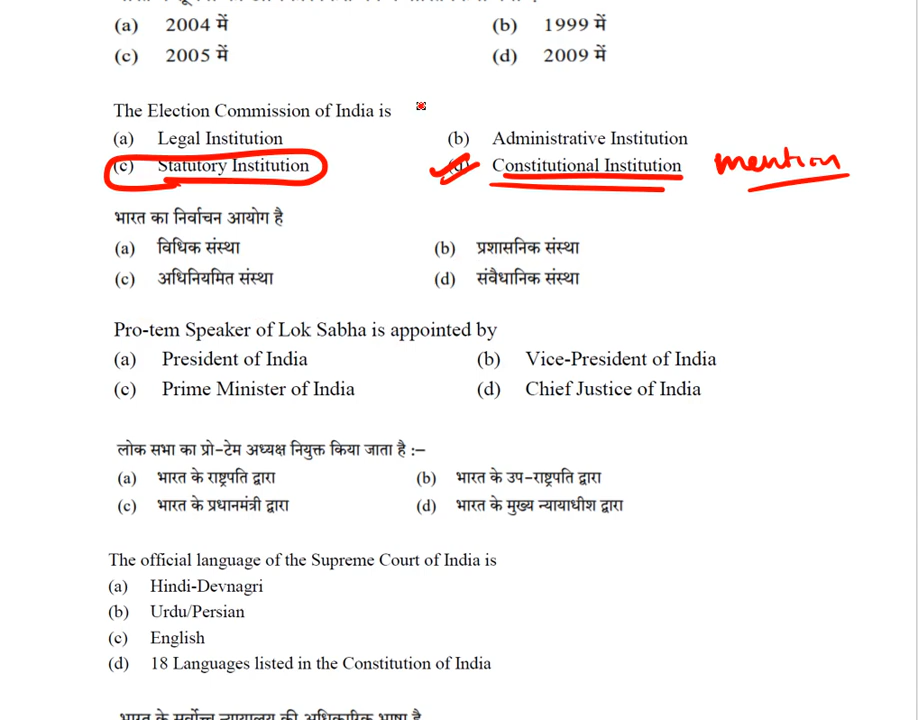 (a) 2004 में (b) 1999 में
(c) 2005 में (d) 2009 में
The Election Commission of India is
(a) Legal Institution (b) Administrative Institution
(c) Statutory Institution (d) Constitutional Institution mention
भारत का निर्वाचन आयोग है
(a) विधिक संस्था (b) प्रशासनिक संस्था
(c) अधिनियमित संस्था (d) संवैधानिक संस्था
Pro-tem Speaker of Lok Sabha is appointed by
(a) President of India (b) Vice-President of India
(c) Prime Minister of India (d) Chief Justice of India
लोक सभा का प्रो-टेम अध्यक्ष नियुक्त किया जाता है :–
(a) भारत के राष्ट्रपति द्वारा (b) भारत के उप-राष्ट्रपति द्वारा
(c) भारत के प्रधानमंत्री द्वारा (d) भारत के मुख्य न्यायाधीश द्वारा
The official language of the Supreme Court of India is
(a) Hindi-Devnagri
(b) Urdu/Persian
(c) English
(d) 18 Languages listed in the Constitution of India
भारत के सर्वोच्च न्यायालय की अधिकारिक भाषा है